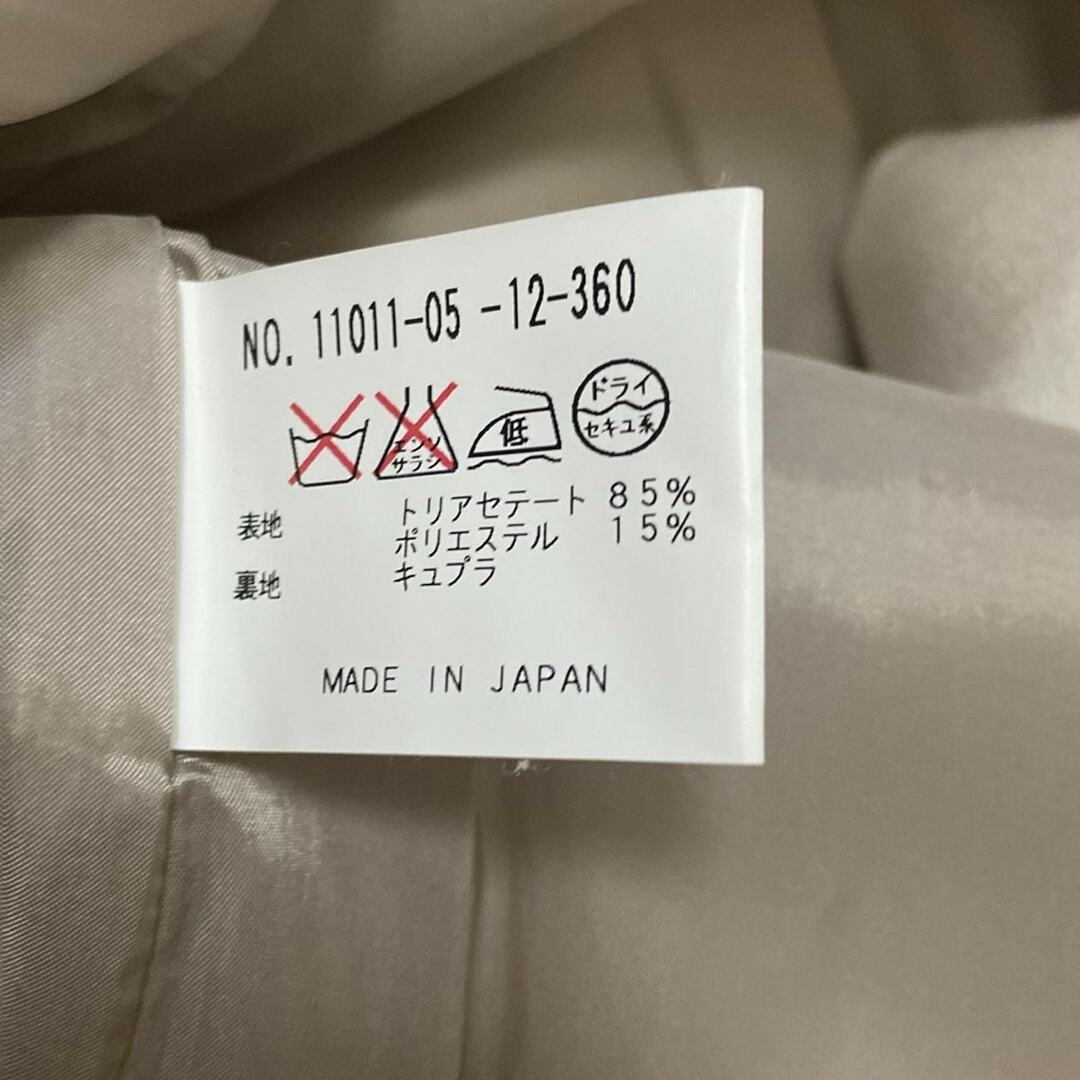 NO. 11011-05 -12-360
エンソ
サラシ
低
ドライ
セキユ系
表地 トリアセテート 85%
ポリエステル 15%
裏地 キュプラ
MADE IN JAPAN